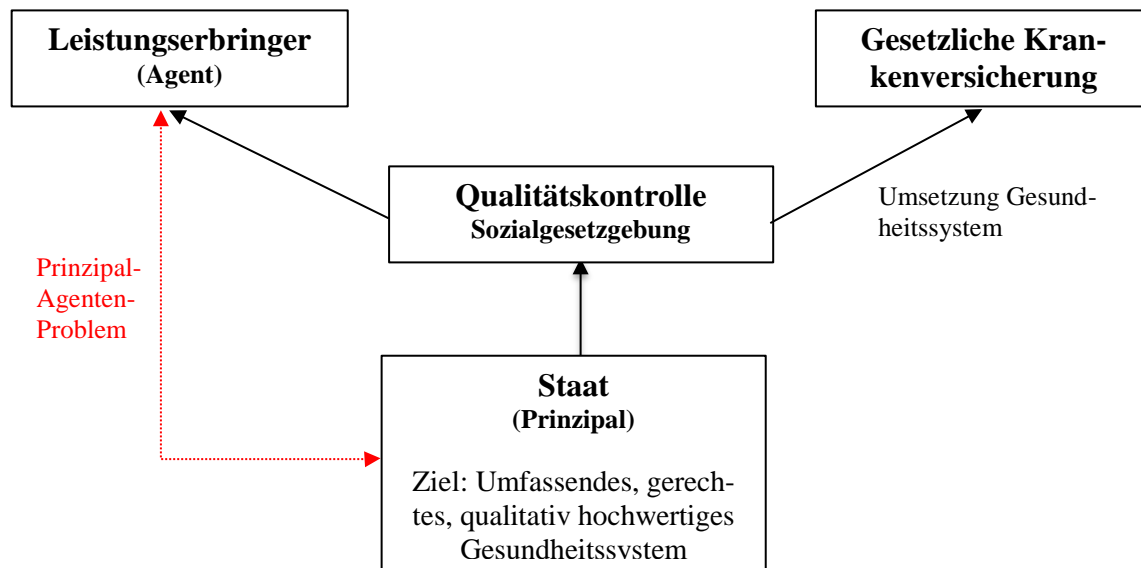 Leistungserbringer
(Agent)
Gesetzliche Kran-
kenversicherung
Qualitätskontrolle
Sozialgesetzgebung
Umsetzung Gesund-
heitssystem
Prinzipal-
Agenten-
Problem
Staat
(Prinzipal)
Ziel: Umfassendes, gerech-
tes, qualitativ hochwertiges
Gesundheitssystem